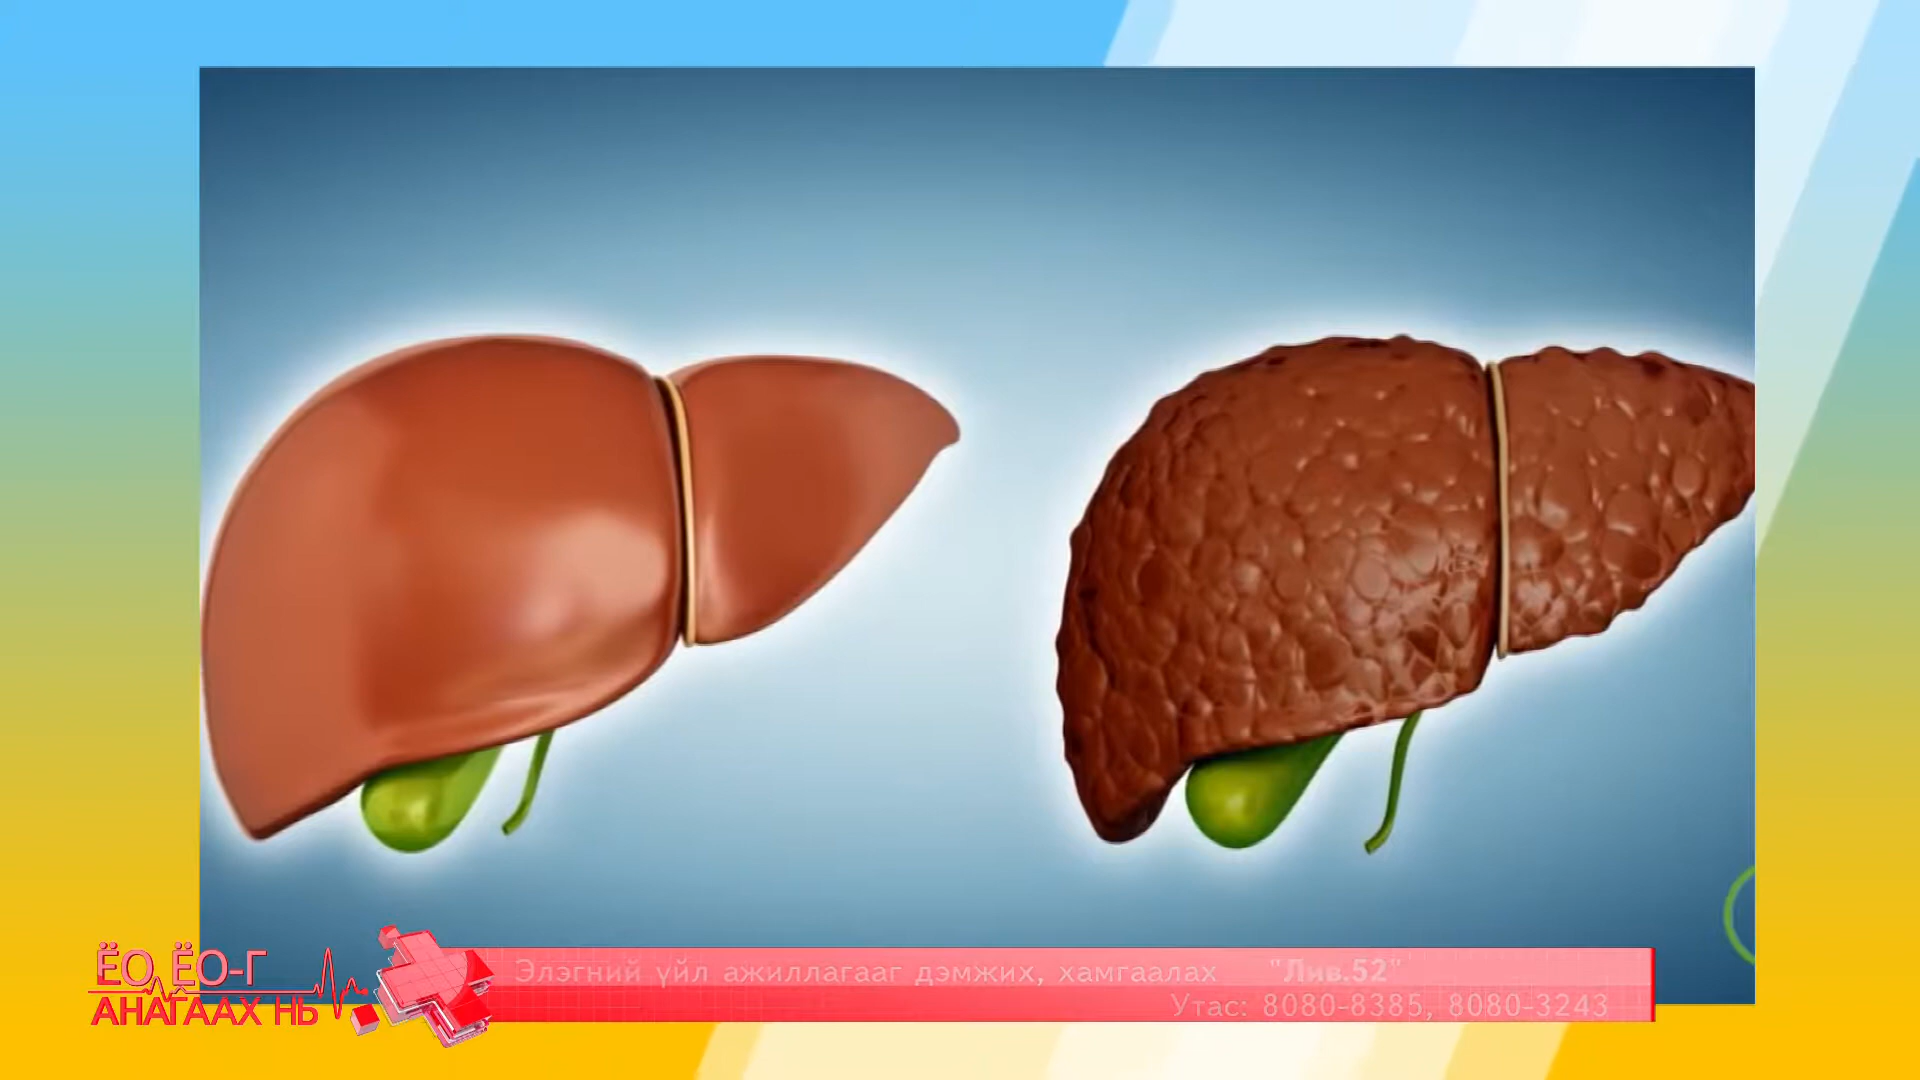 ЁО ЁО-Г
АНАГААХ НЬ
Элэгний үйл ажиллагааг дэмжих, хамгаалах "Лив.52"
Утас: 8080-8385, 8080-3243